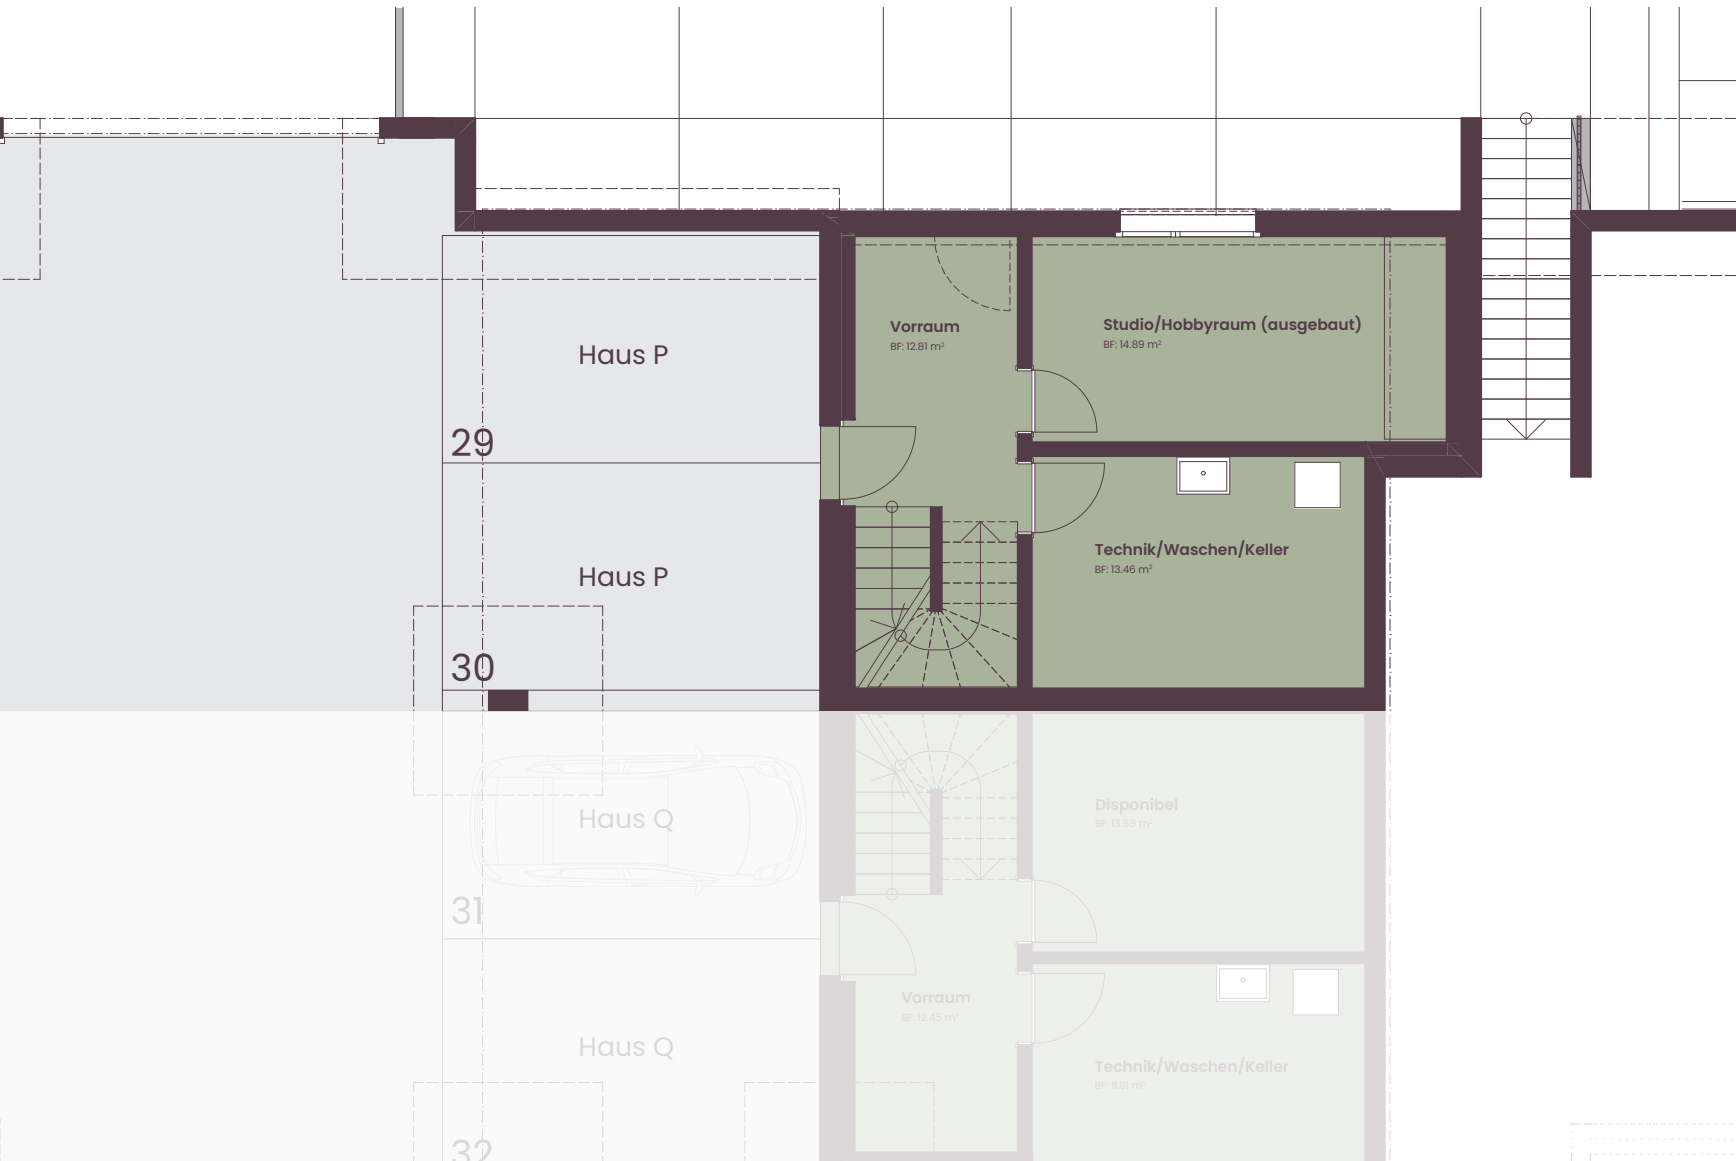 Vorraum
BF: 12.81 m²
Studio/Hobbyraum (ausgebaut)
BF: 14.89 m²
Haus P
29
Haus P
30
Technik/Waschen/Keller
BF: 13.46 m²
Haus Q
31
Disponibel
BF: 13.89 m²
Vorraum
BF: 12.45 m²
Haus Q
32
Technik/Waschen/Keller
BF: 11.91 m²